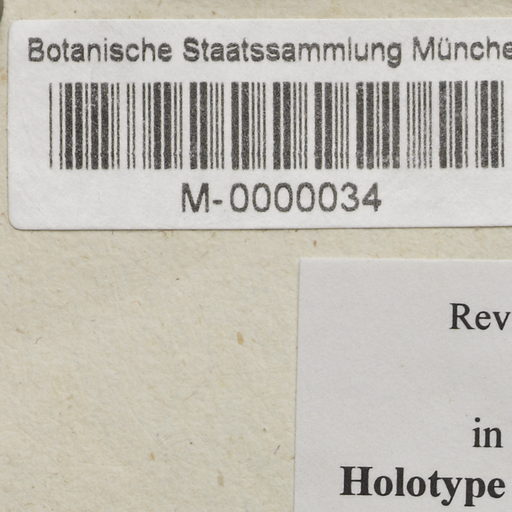 Botanische Staatssammlung Münche
M-0000034
Rev
in
Holotype